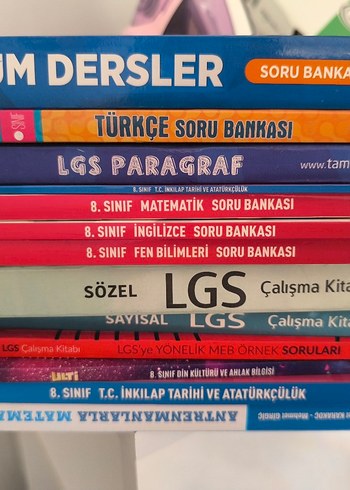 ÜM DERSLER SORU BANKA
TÜRKÇE SORU BANKASI
LGS PARAGRAF www.tam
8. SINIF T.C. İNKILAP TARİHİ VE ATATÜRKÇÜLÜK
8. SINIF MATEMATİK SORU BANKASI
8. SINIF İNGİLİZCE SORU BANKASI
8. SINIF FEN BİLİMLERİ SORU BANKASI
SÖZEL LGS Çalışma Kita
SAYISAL LGS Çalışma Kitab
LGS Çalışma Kitabı LGS'ye YÖNELİK MEB ÖRNEK SORULARI
8. SINIF DİN KÜLTÜRÜ VE AHLAK BİLGİSİ
8. SINIF T.C. İNKILAP TARİHİ VE ATATÜRKÇÜLÜK
ANTRENMANLARLA MATEMA